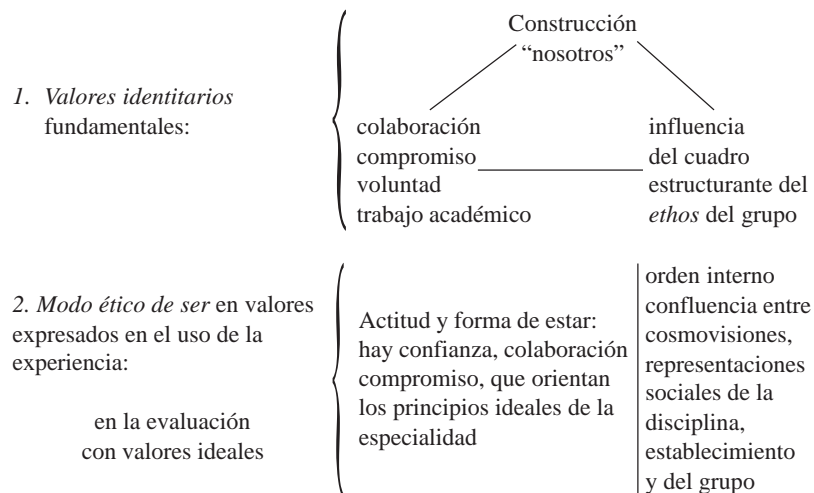 Construcción
“nosotros”
1. Valores identitarios
fundamentales:
colaboración
compromiso
voluntad
trabajo académico
influencia
del cuadro
estructurante del
ethos del grupo
2. Modo ético de ser en valores
expresados en el uso de la
experiencia:
en la evaluación
con valores ideales
Actitud y forma de estar:
hay confianza, colaboración
compromiso, que orientan
los principios ideales de la
especialidad
orden interno
confluencia entre
cosmovisiones,
representaciones
sociales de la
disciplina,
establecimiento
y del grupo